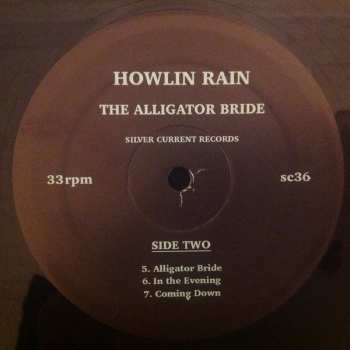 HOWLIN RAIN
THE ALLIGATOR BRIDE
SILVER CURRENT RECORDS
33rpm
sc36
SIDE TWO
5. Alligator Bride
6. In the Evening
7. Coming Down